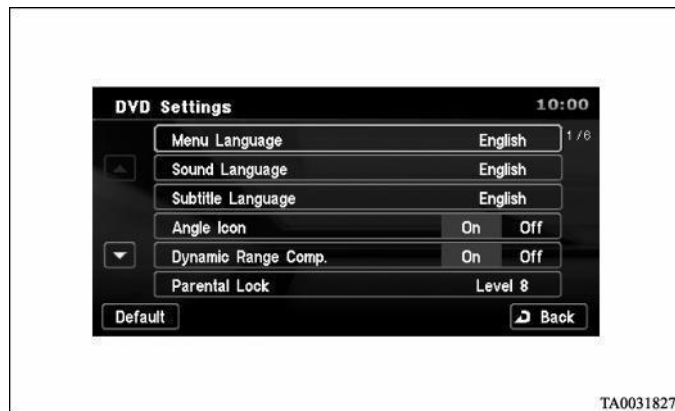 DVD Settings 10:00
Menu Language English 1/6
Sound Language English
Subtitle Language English
Angle Icon On Off
Dynamic Range Comp. On Off
Parental Lock Level 8
Default Back
TA0031827